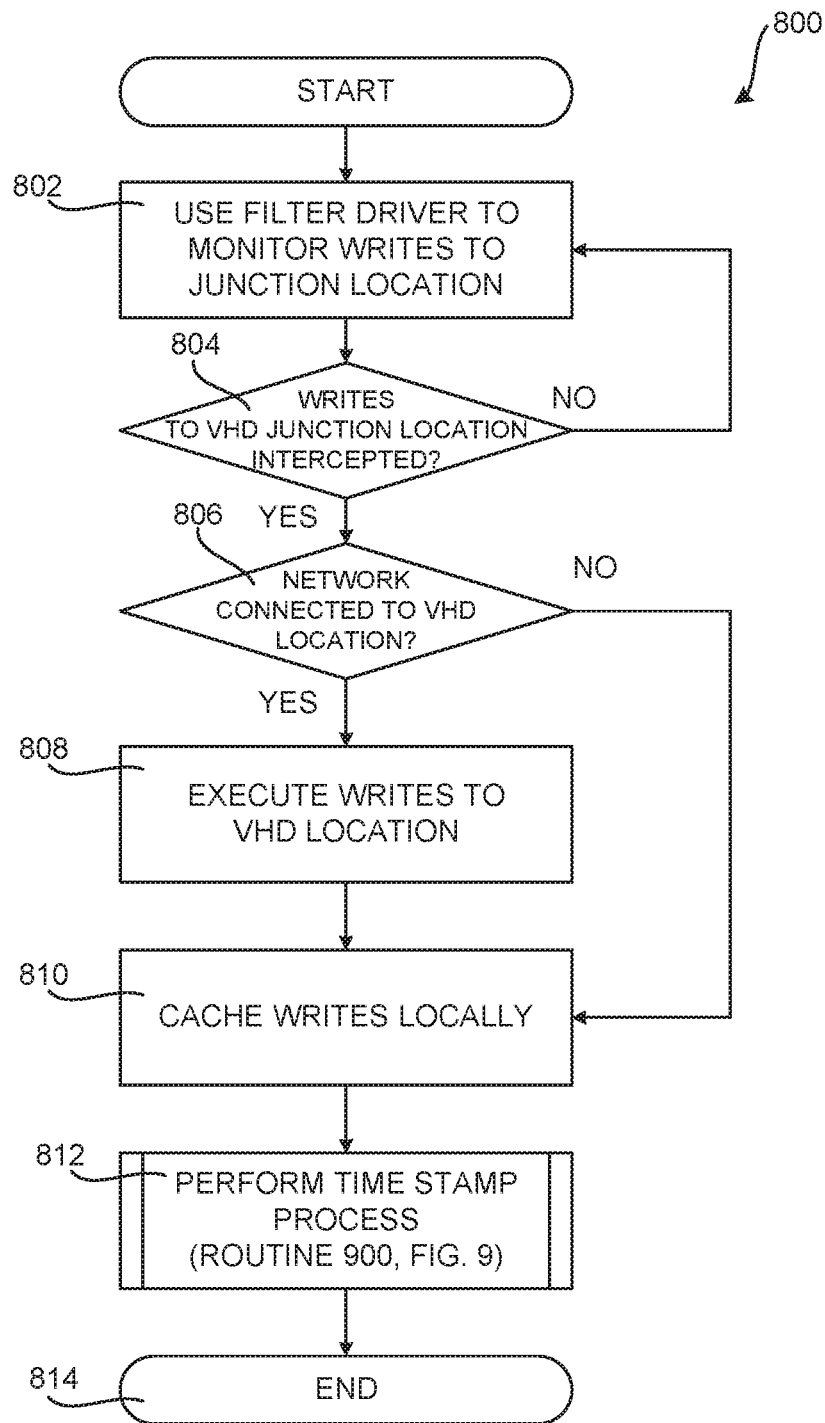 800
START
802
USE FILTER DRIVER TO
MONITOR WRITES TO
JUNCTION LOCATION
804
WRITES
TO VHD JUNCTION LOCATION
INTERCEPTED?
NO
YES
806
NETWORK
CONNECTED TO VHD
LOCATION?
NO
YES
808
EXECUTE WRITES TO
VHD LOCATION
810
CACHE WRITES LOCALLY
812
PERFORM TIME STAMP
PROCESS
(ROUTINE 900, FIG. 9)
814
END